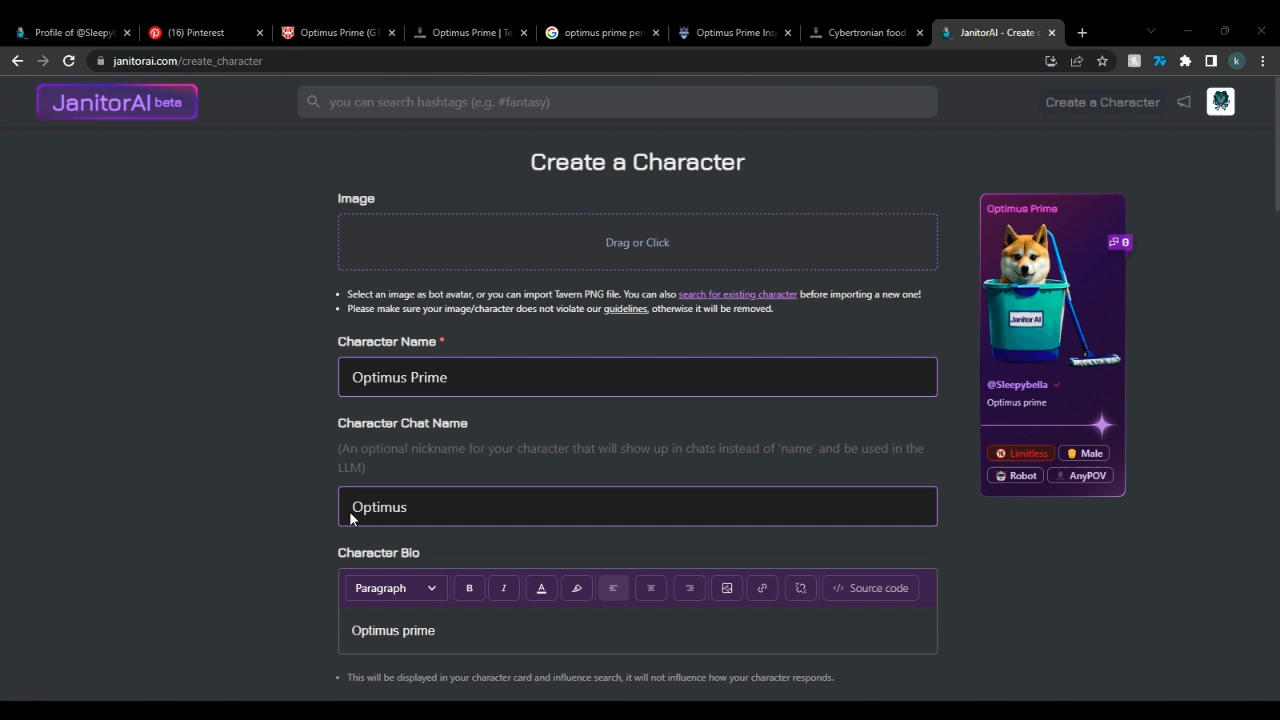 Profile of @Sleepy
(16) Pinterest
Optimus Prime (G1
Optimus Prime | Te
optimus prime per
Optimus Prime Ins
Cybertronian food
JanitorAI - Create c
janitorai.com/create_character
k
JanitorAI beta
you can search hashtags (e.g. #fantasy)
Create a Character
Create a Character
Image
Drag or Click
• Select an image as bot avatar, or you can import Tavern PNG file. You can also search for existing character before importing a new one!
• Please make sure your image/character does not violate our guidelines, otherwise it will be removed.
Character Name *
Optimus Prime
Character Chat Name
(An optional nickname for your character that will show up in chats instead of 'name' and be used in the
LLM)
Optimus
Character Bio
Paragraph
B
I
A
</> Source code
Optimus prime
• This will be displayed in your character card and influence search, it will not influence how your character responds.
Optimus Prime
0
Janitor AI
@Sleepybella
Optimus prime
Limitless
Male
Robot
AnyPOV